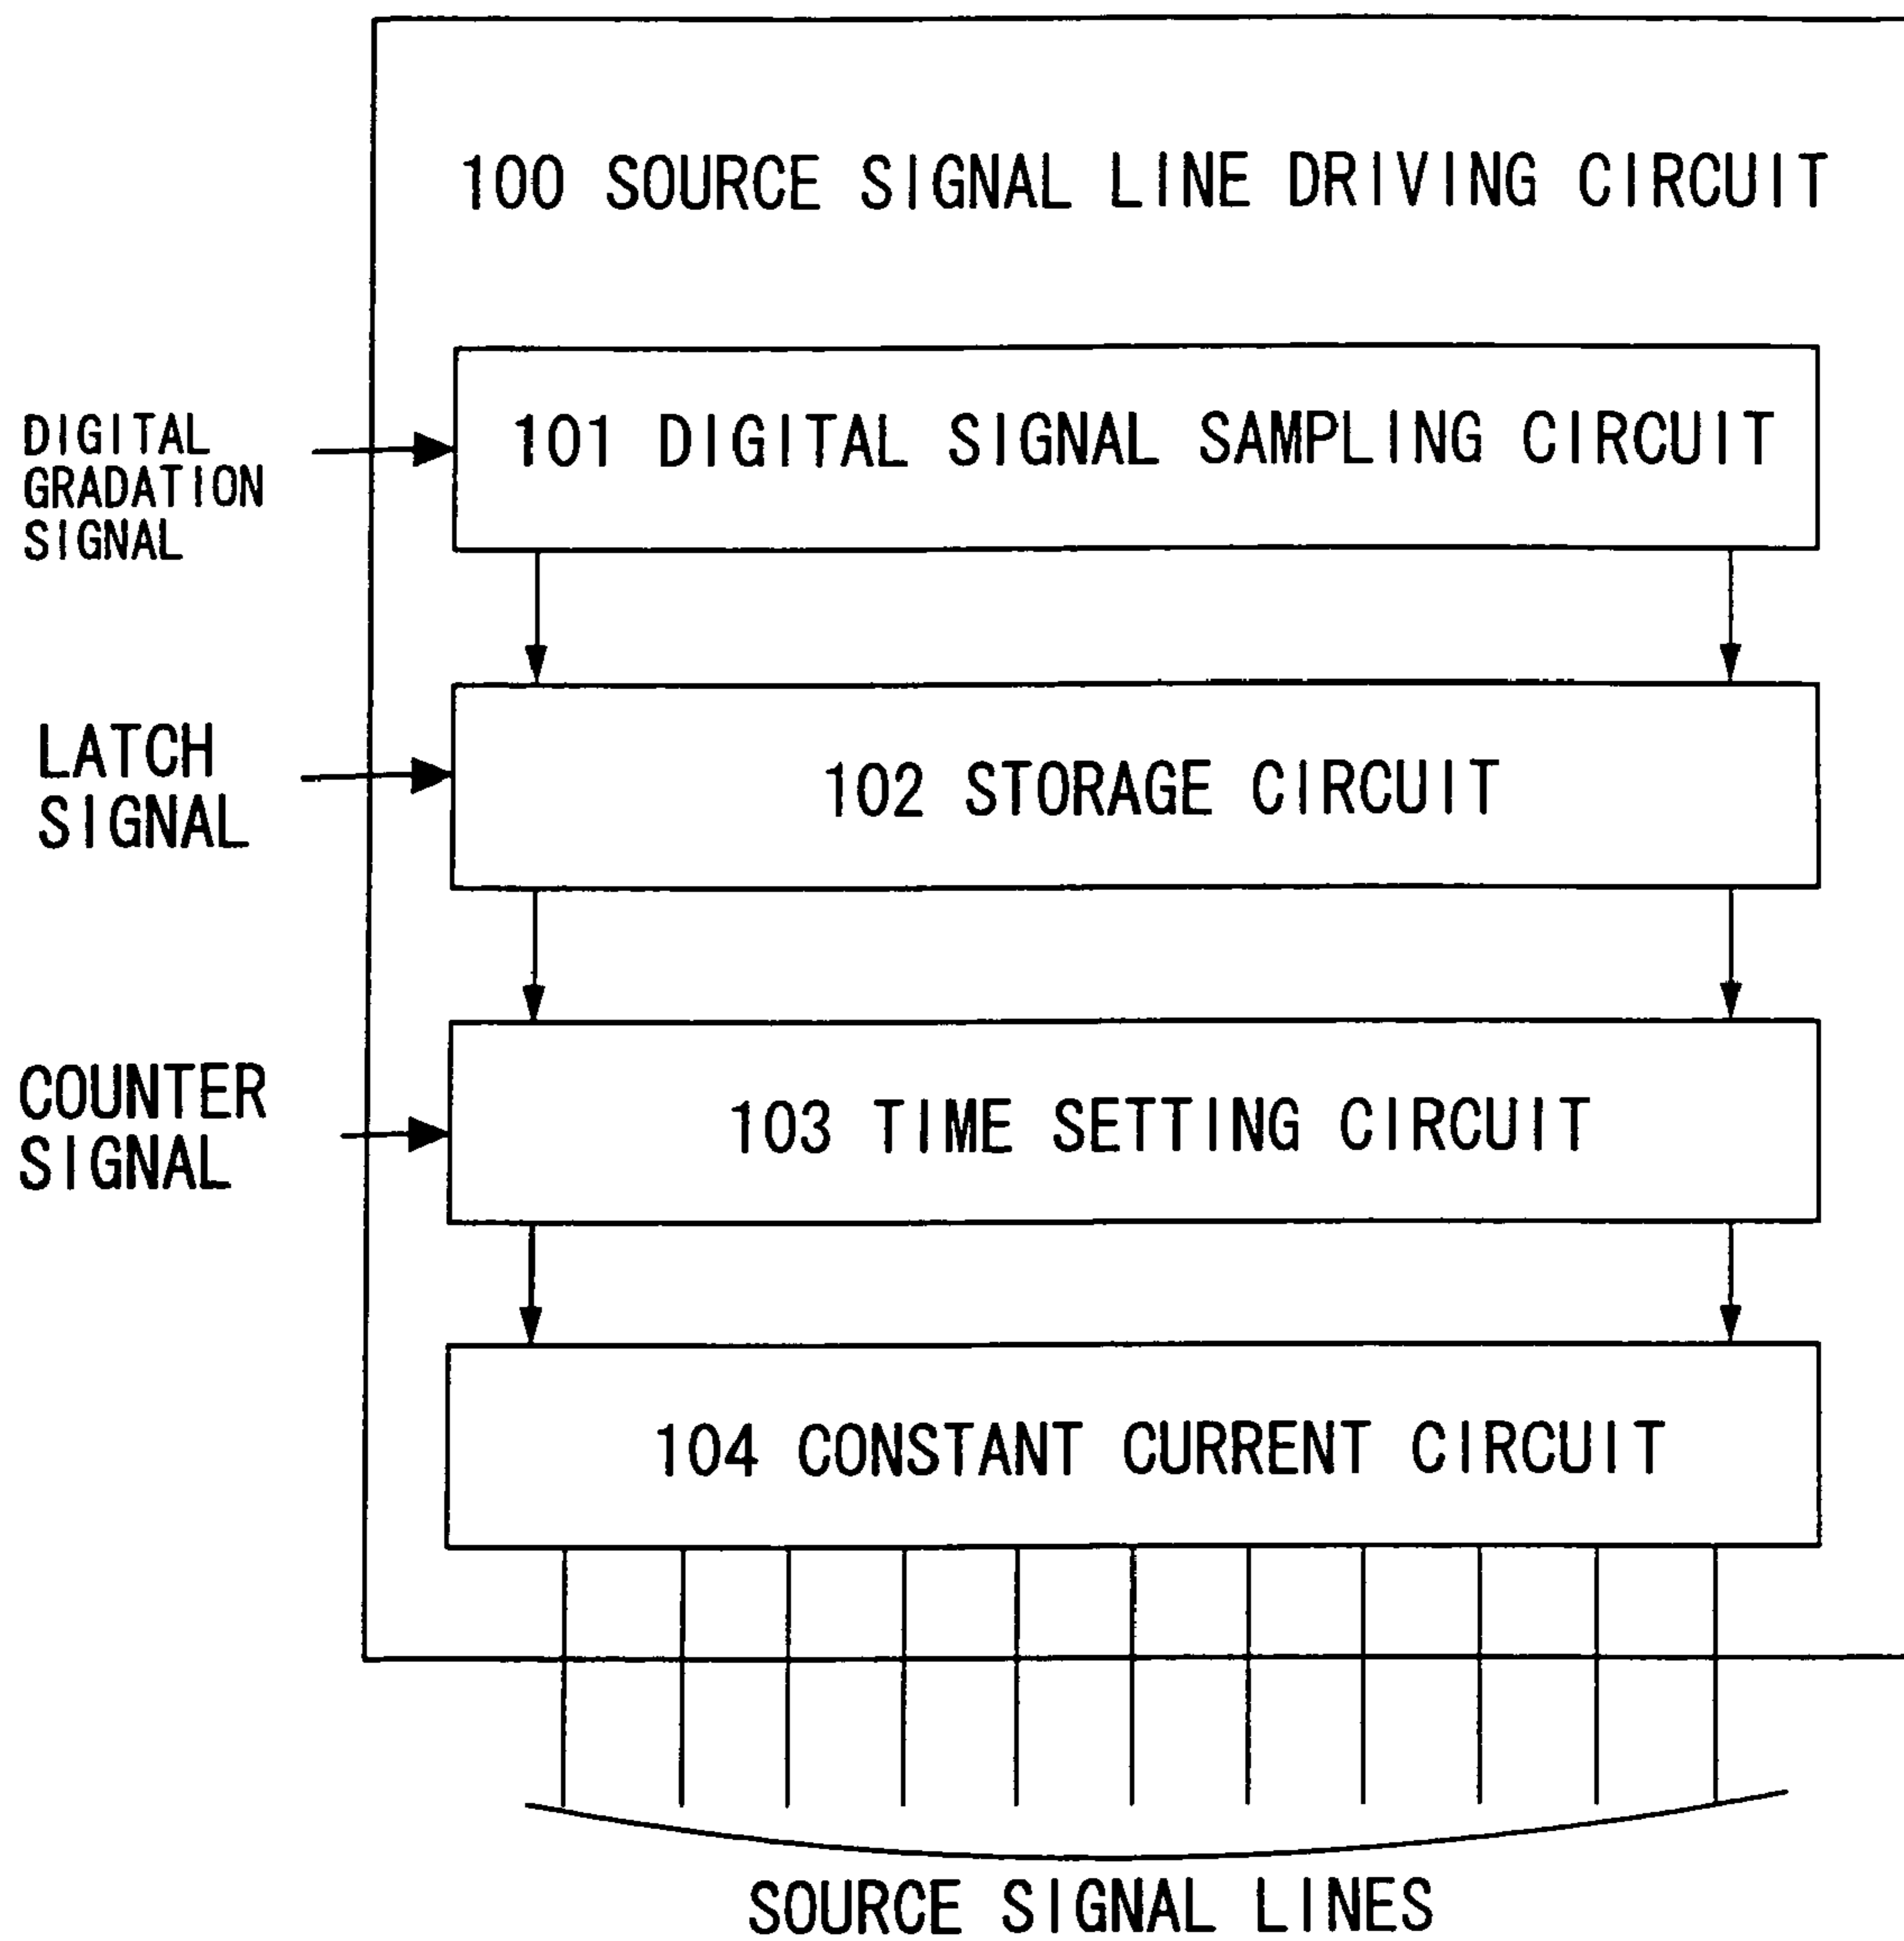 100 SOURCE SIGNAL LINE DRIVING CIRCUIT
DIGITAL
GRADATION
SIGNAL
101 DIGITAL SIGNAL SAMPLING CIRCUIT
LATCH
SIGNAL
102 STORAGE CIRCUIT
COUNTER
SIGNAL
103 TIME SETTING CIRCUIT
104 CONSTANT CURRENT CIRCUIT
SOURCE SIGNAL LINES